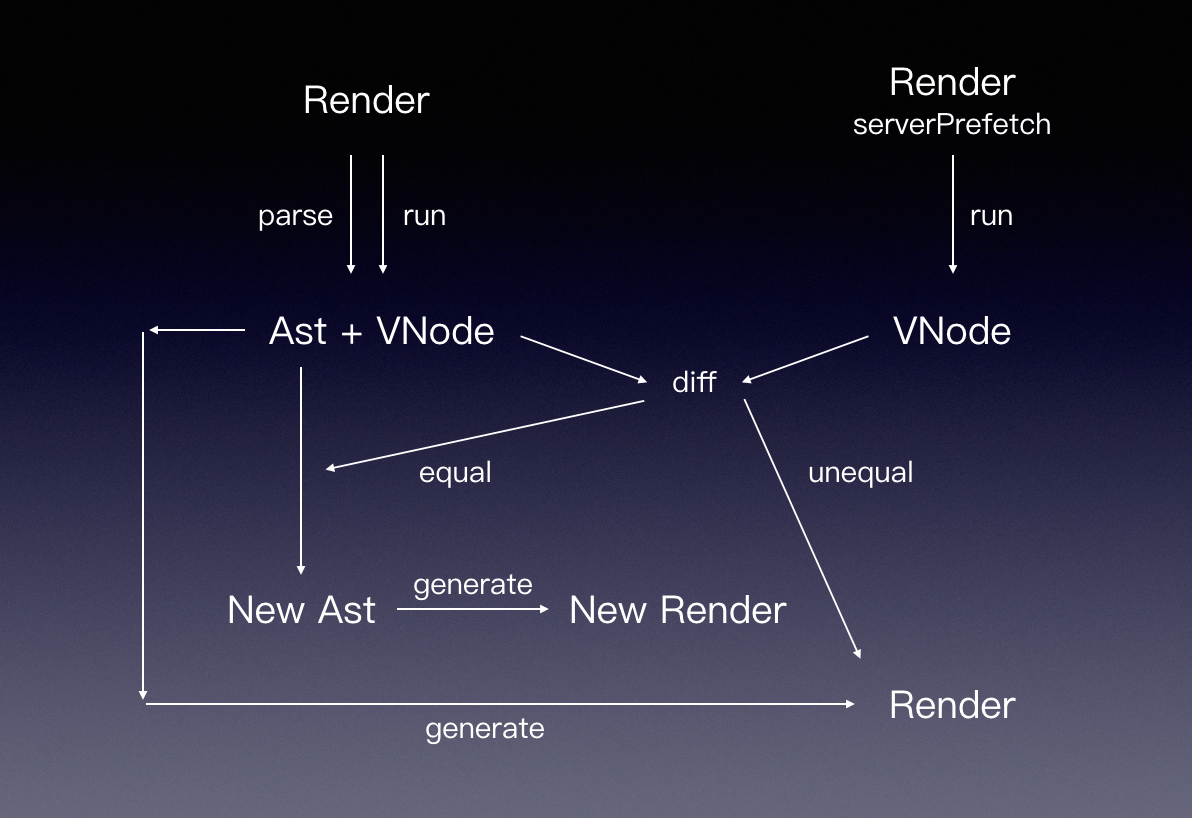 Render
Render
serverPrefetch
parse
run
run
Ast + VNode
VNode
diff
equal
unequal
generate
New Ast
New Render
Render
generate